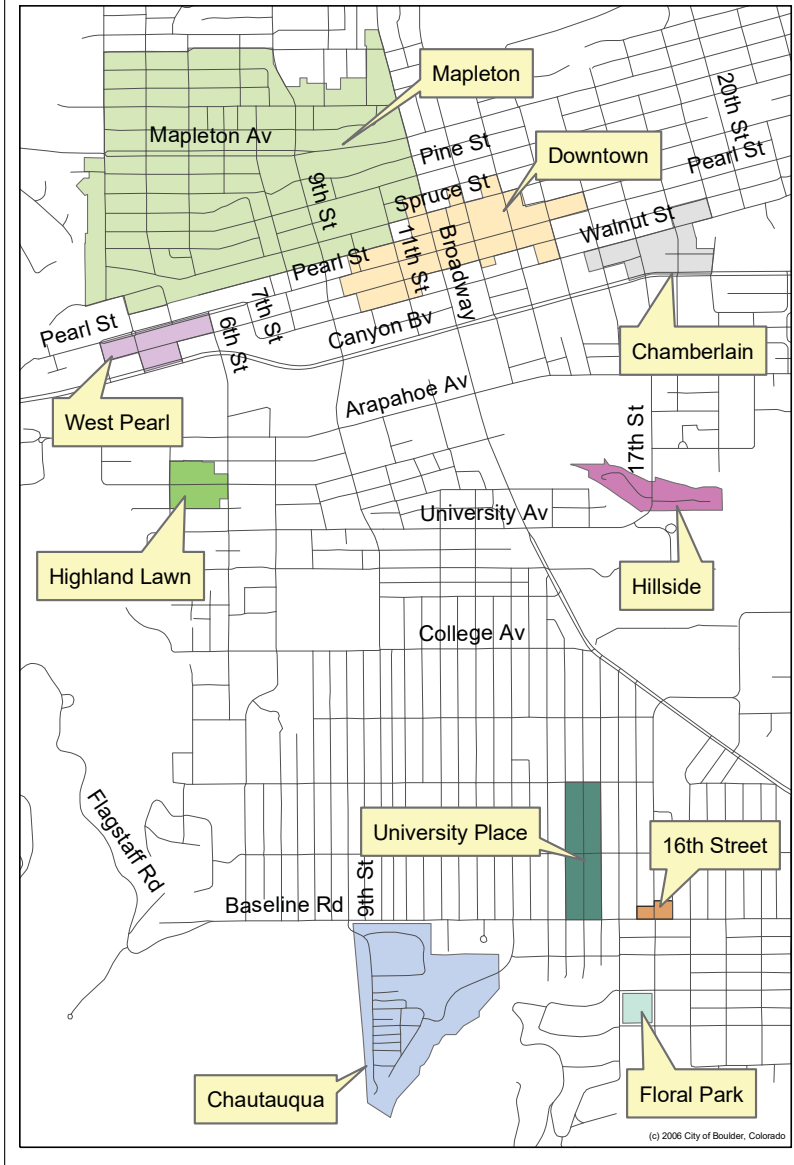 Mapleton
20th St
Mapleton Av
Pine St
Downtown
Pearl St
9th St
Spruce St
Walnut St
11th St
Broadway
Pearl St
7th St
Pearl St
Canyon Bv
6th St
Chamberlain
Arapahoe Av
West Pearl
17th St
University Av
Highland Lawn
Hillside
College Av
Flagstaff Rd
University Place
16th Street
9th St
Baseline Rd
Chautauqua
Floral Park
(c) 2006 City of Boulder, Colorado